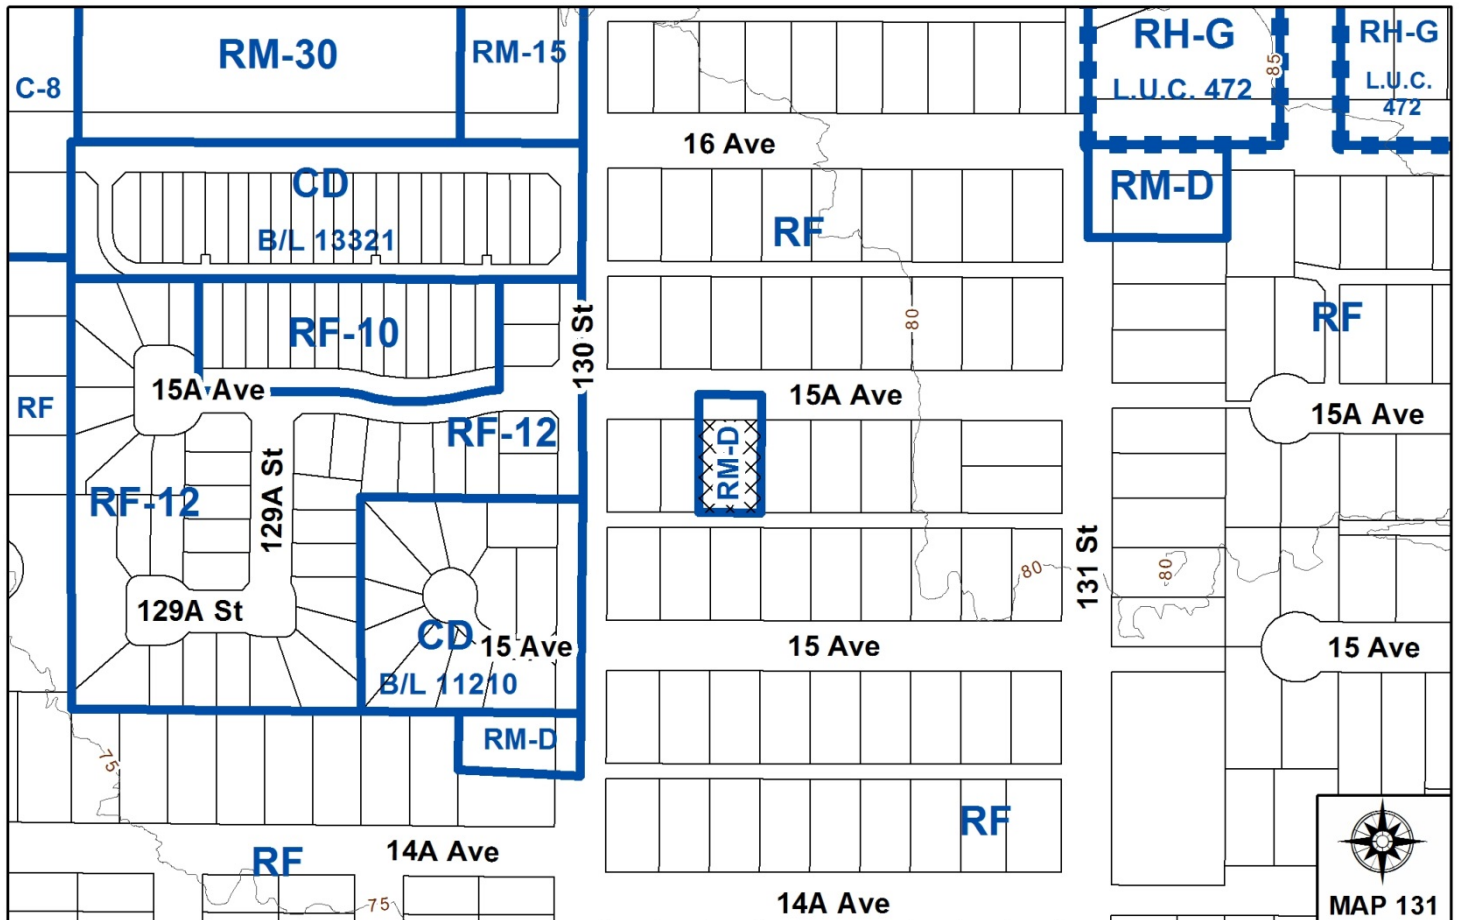 RM-30
RM-15
C-8
RH-G
L.U.C. 472
85
RH-G
L.U.C.
472
16 Ave
CD
B/L 13321
RM-D
RF
RF-10
130 St
80
RF
15A Ave
RF
15A Ave
15A Ave
RF-12
RM-D
129A St
RF-12
131 St
80
80
129A St
CD
15 Ave
15 Ave
15 Ave
B/L 11210
RM-D
75
RF
14A Ave
RF
75
14A Ave
MAP 131